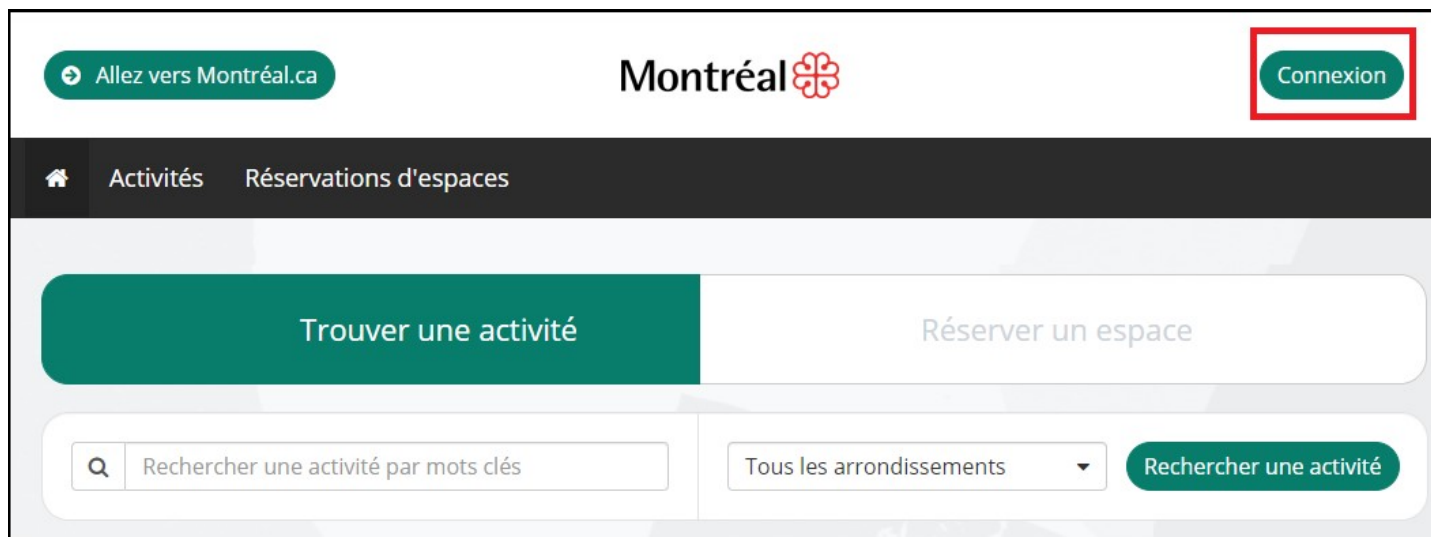 Allez vers Montréal.ca
Montréal
Connexion
Activités Réservations d'espaces
Trouver une activité
Réserver un espace
Rechercher une activité par mots clés
Tous les arrondissements
Rechercher une activité